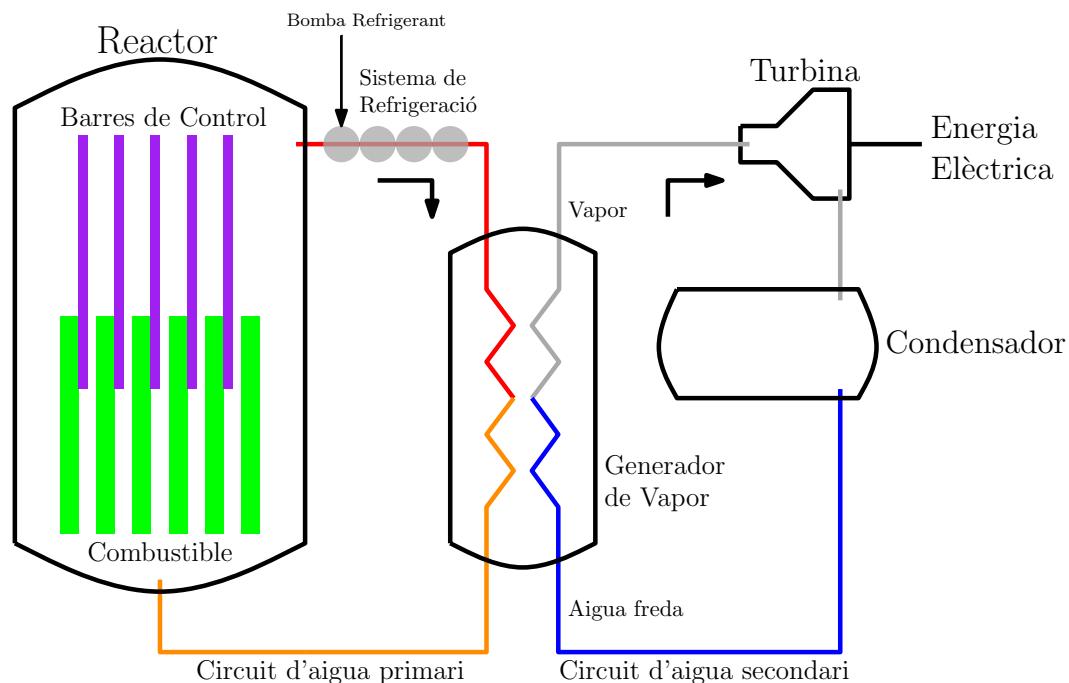 Bomba Refrigerant
Reactor
Sistema de
Refrigeració
Turbina
Barres de Control
Energia
Elèctrica
Vapor
Condensador
Generador
de Vapor
Combustible
Aigua freda
Circuit d'aigua primari
Circuit d'aigua secondari